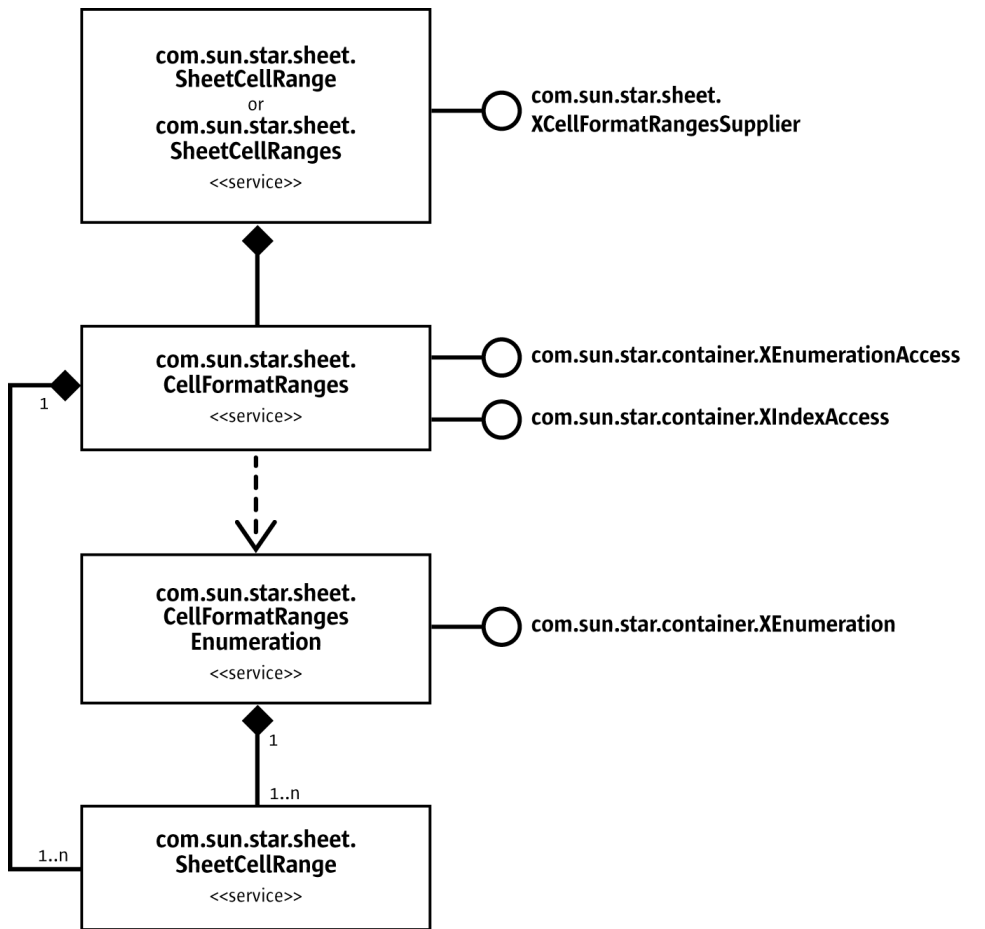 com.sun.star.sheet.
SheetCellRange
or
com.sun.star.sheet.
SheetCellRanges
<<service>>
com.sun.star.sheet.
XCellFormatRangesSupplier
com.sun.star.sheet.
CellFormatRanges
<<service>>
com.sun.star.container.XEnumerationAccess
com.sun.star.container.XIndexAccess
1
com.sun.star.sheet.
CellFormatRanges
Enumeration
<<service>>
com.sun.star.container.XEnumeration
1
1..n
com.sun.star.sheet.
SheetCellRange
<<service>>
1..n